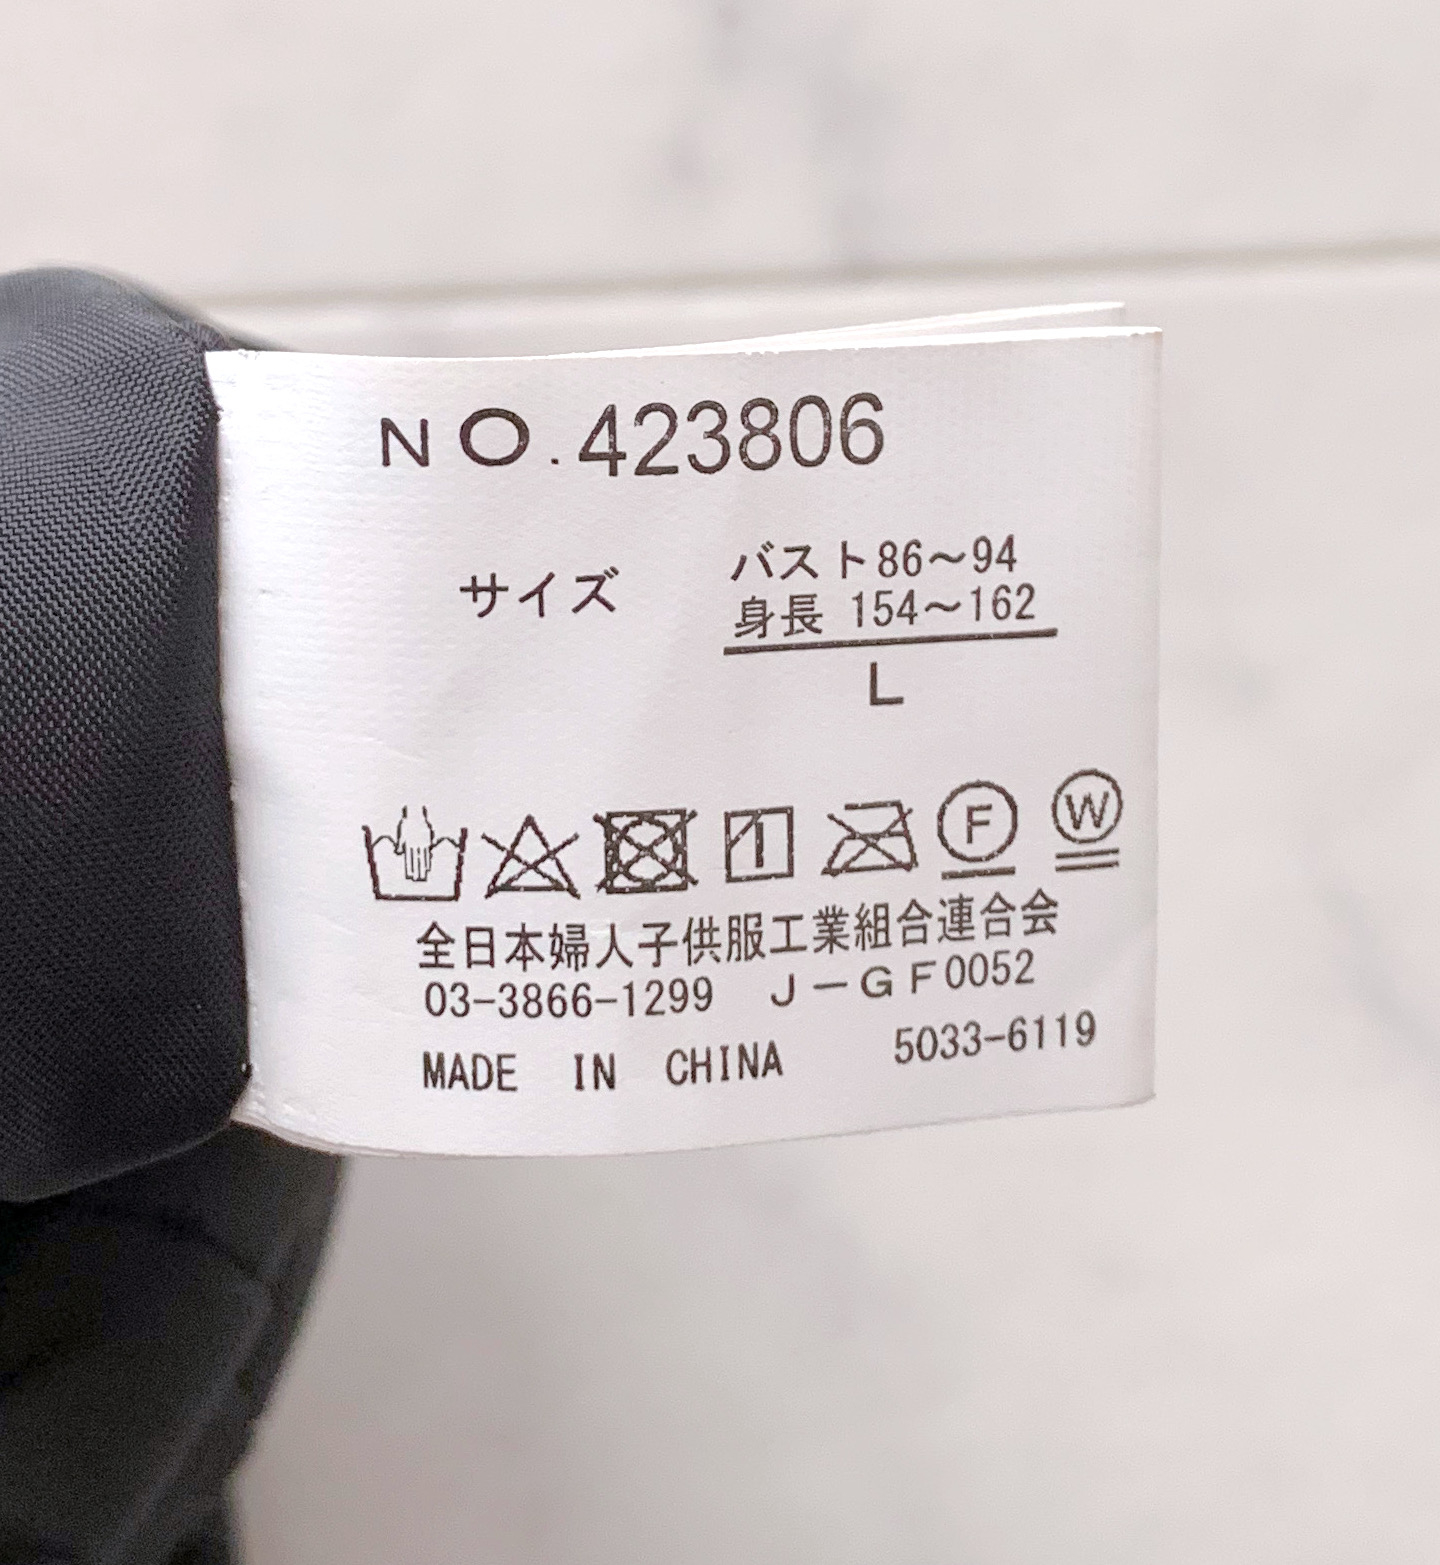 NO.423806
サイズ
バスト86〜94
身長 154〜162
L
F W
全日本婦人子供服工業組合連合会
03-3866-1299 J-GF0052
MADE IN CHINA 5033-6119